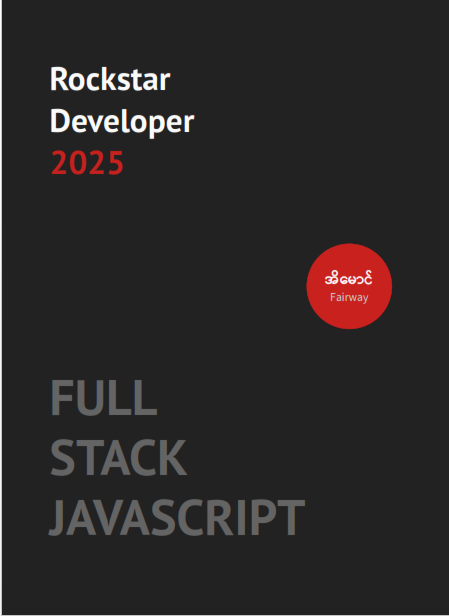 Rockstar
Developer
2025
အိမောင်
Fairway
FULL
STACK
JAVASCRIPT